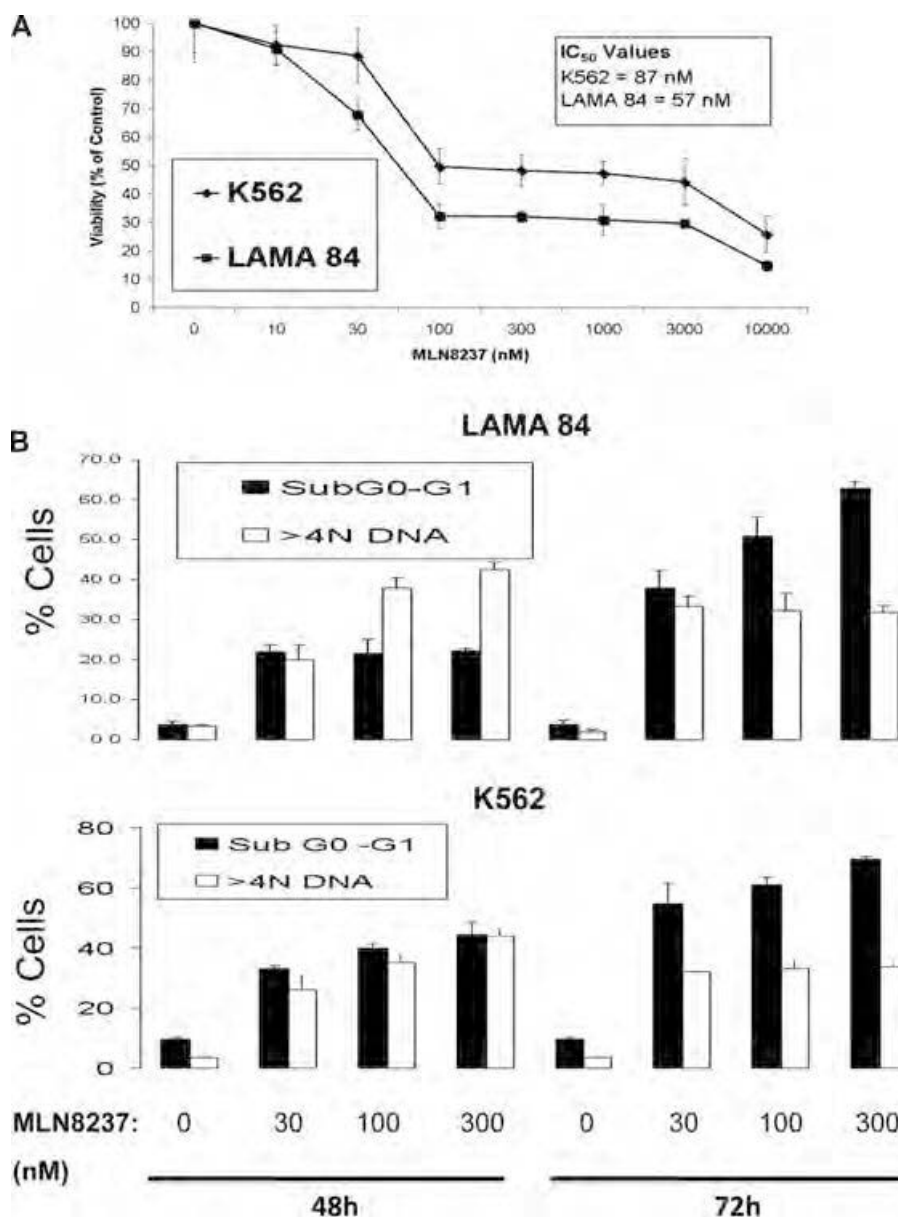 A
Viability (% of Control)
100
90
80
70
60
50
40
30
20
10
0
IC₅₀ Values
K562 = 87 nM
LAMA 84 = 57 nM
K562
LAMA 84
0 10 30 100 300 1000 3000 10000
MLN8237 (nM)
B
LAMA 84
% Cells
70.0
60.0
50.0
40.0
30.0
20.0
10.0
0.0
SubG0-G1
>4N DNA
K562
% Cells
80
60
40
20
0
Sub G0 -G1
>4N DNA
MLN8237: 0 30 100 300 0 30 100 300
(nM)
48h 72h